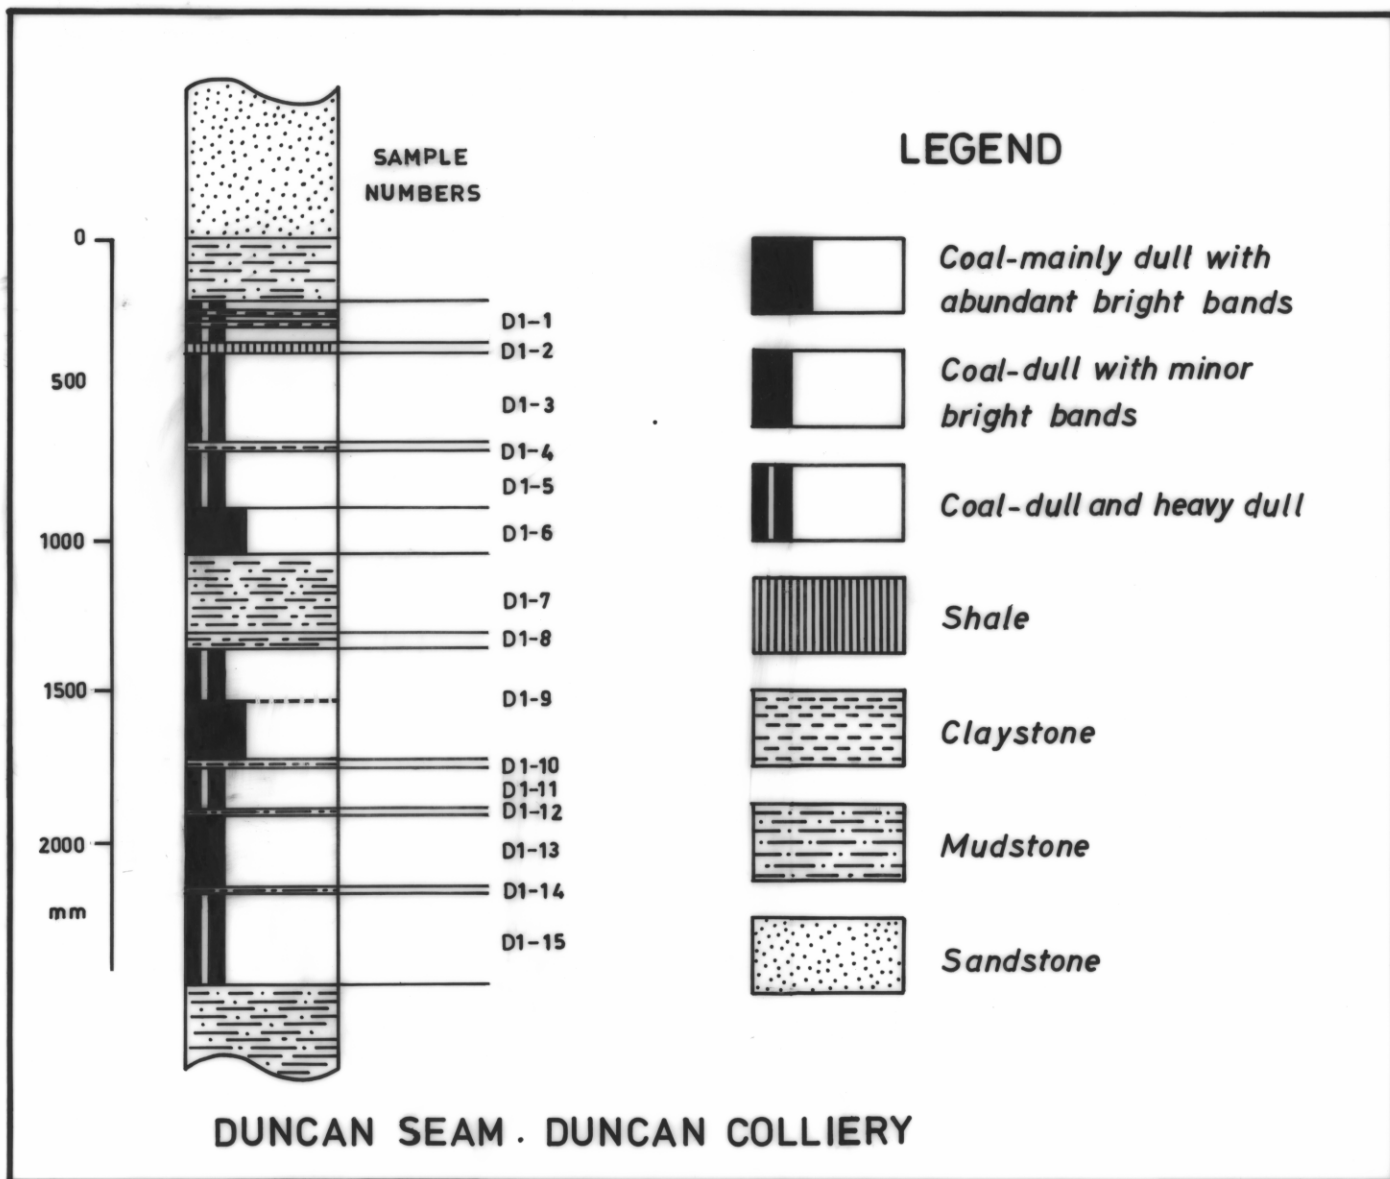 SAMPLE
NUMBERS
0
500
1000
1500
2000
mm
D1-1
D1-2
D1-3
D1-4
D1-5
D1-6
D1-7
D1-8
D1-9
D1-10
D1-11
D1-12
D1-13
D1-14
D1-15
LEGEND
Coal-mainly dull with
abundant bright bands
Coal-dull with minor
bright bands
Coal-dull and heavy dull
Shale
Claystone
Mudstone
Sandstone
DUNCAN SEAM. DUNCAN COLLIERY